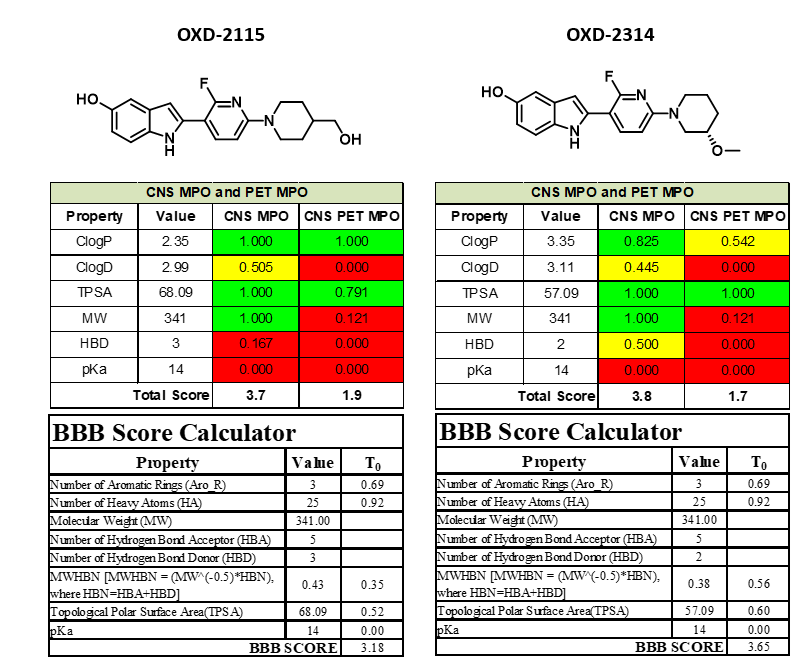 OXD-2115
HO
F
N
N
N
H
OH
CNS MPO and PET MPO
Property Value CNS MPO CNS PET MPO
ClogP 2.35 1.000 1.000
ClogD 2.99 0.505 0.000
TPSA 68.09 1.000 0.791
MW 341 1.000 0.121
HBD 3 0.167 0.000
pKa 14 0.000 0.000
Total Score 3.7 1.9
BBB Score Calculator
Property Value T0
Number of Aromatic Rings (Aro_R) 3 0.69
Number of Heavy Atoms (HA) 25 0.92
Molecular Weight (MW) 341.00
Number of Hydrogen Bond Acceptor (HBA) 5
Number of Hydrogen Bond Donor (HBD) 3
MWHBN [MWHBN = (MW^(-0.5)*HBN),
where HBN=HBA+HBD] 0.43 0.35
Topological Polar Surface Area(TPSA) 68.09 0.52
pKa 14 0.00
BBB SCORE 3.18
OXD-2314
HO
F
N
N
N
H
O
CNS MPO and PET MPO
Property Value CNS MPO CNS PET MPO
ClogP 3.35 0.825 0.542
ClogD 3.11 0.445 0.000
TPSA 57.09 1.000 1.000
MW 341 1.000 0.121
HBD 2 0.500 0.000
pKa 14 0.000 0.000
Total Score 3.8 1.7
BBB Score Calculator
Property Value T0
Number of Aromatic Rings (Aro_R) 3 0.69
Number of Heavy Atoms (HA) 25 0.92
Molecular Weight (MW) 341.00
Number of Hydrogen Bond Acceptor (HBA) 5
Number of Hydrogen Bond Donor (HBD) 2
MWHBN [MWHBN = (MW^(-0.5)*HBN),
where HBN=HBA+HBD] 0.38 0.56
Topological Polar Surface Area(TPSA) 57.09 0.60
pKa 14 0.00
BBB SCORE 3.65